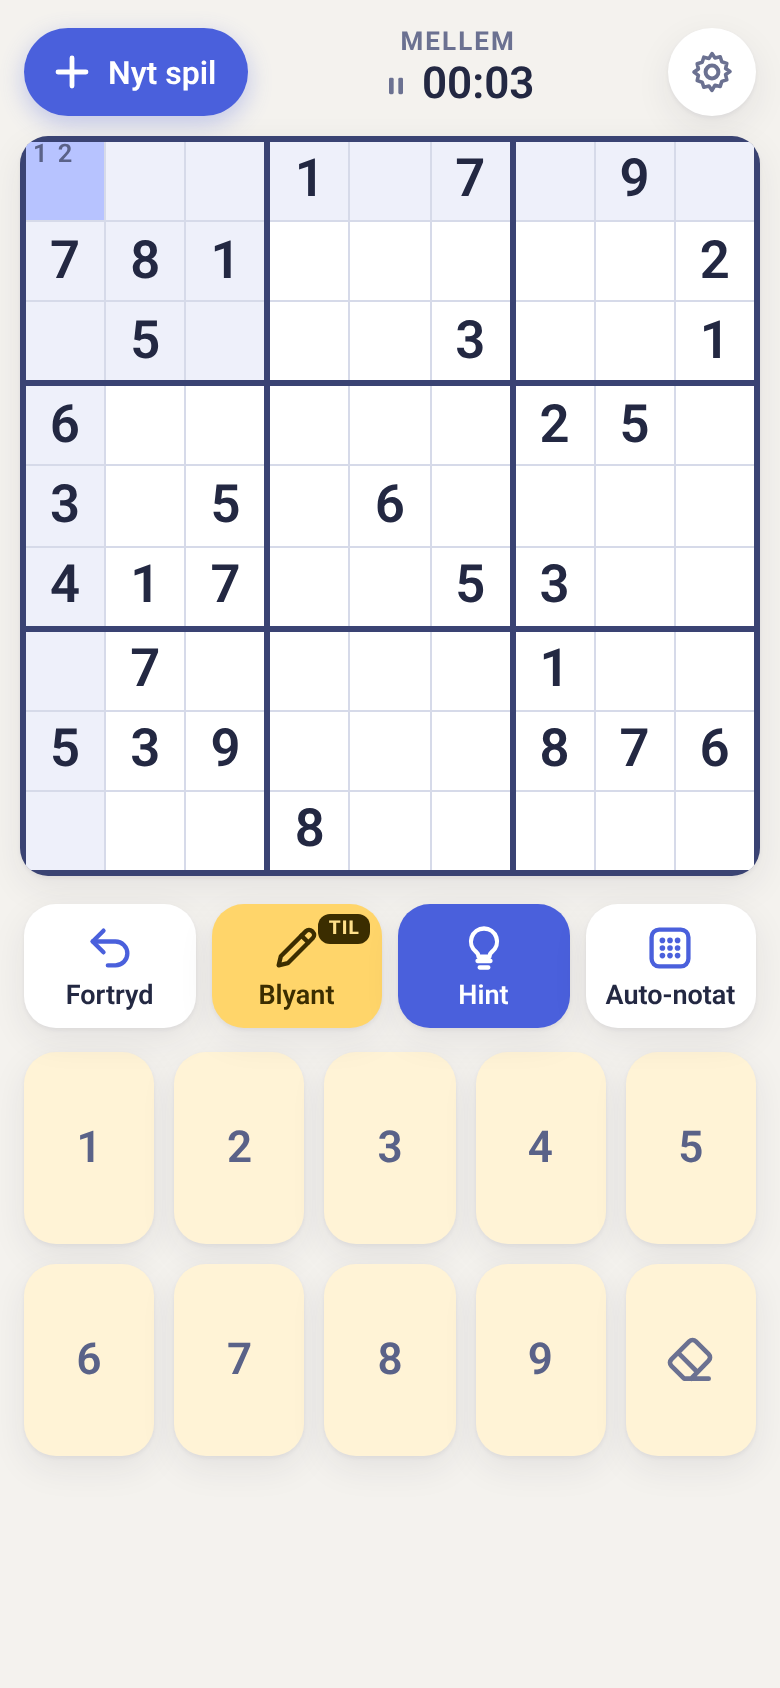 Nyt spil
MELLEM
00:03
1 2
1 7 9
7 8 1 2
5 3 1
6 2 5
3 5 6
4 1 7 5 3
7 1
5 3 9 8 7 6
8
Fortryd
Blyant
TIL
Hint
Auto-notat
1 2 3 4 5
6 7 8 9